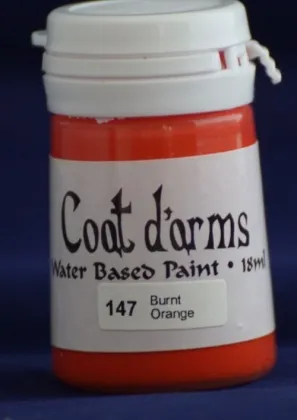 Coat d'arms
Water Based Paint • 18ml
147 Burnt
Orange